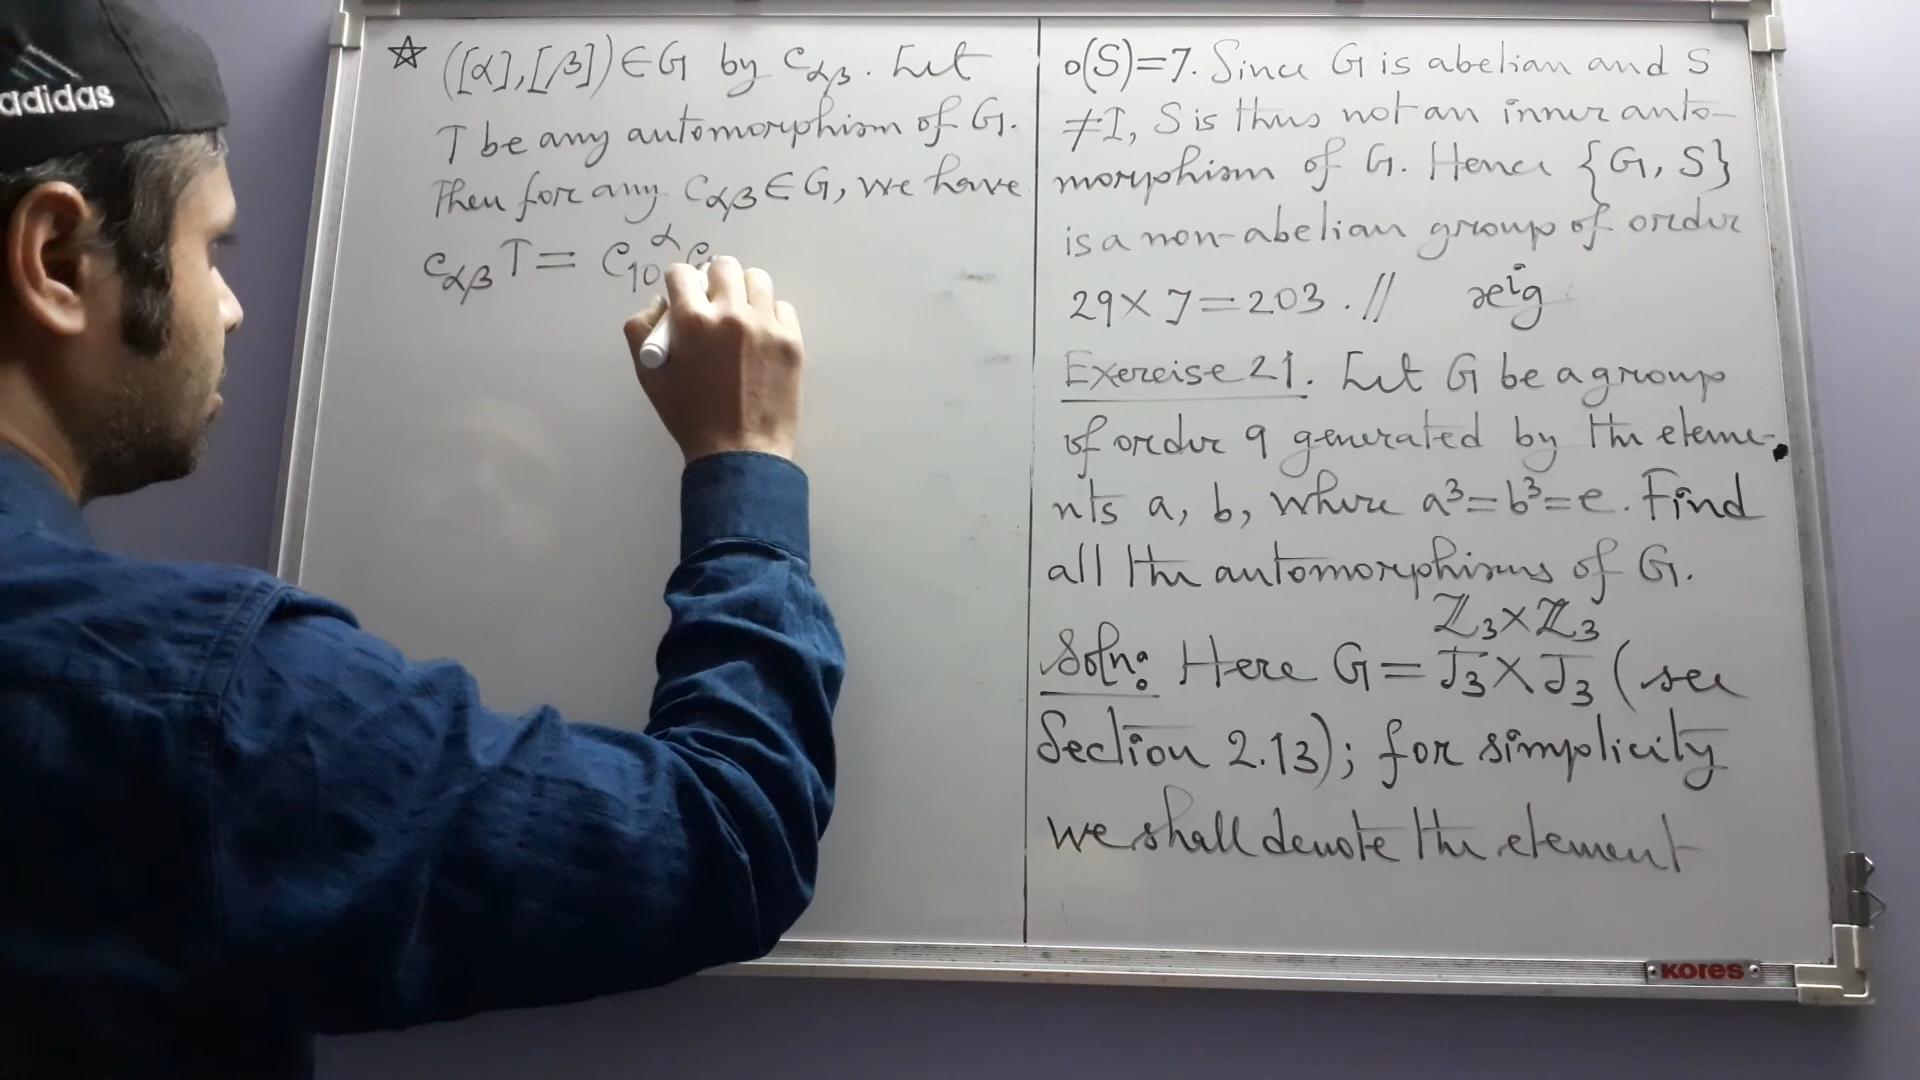 adidas
☆ ([α],[β])∈G by c_αβ. Let
T be any automorphism of G.
Then for any c_αβ∈G, we have
c_αβ T = c_10^α c
o(S)=7. Since G is abelian and S
≠I, S is thus not an inner auto-
morphism of G. Hence {G, S}
is a non-abelian group of order
29×7=203.//
Exercise 21. Let G be a group
of order 9 generated by the eleme-
nts a, b, where a³=b³=e. Find
all the automorphisms of G.
ℤ₃×ℤ₃
Soln: Here G=J₃×J₃ (see
Section 2.13); for simplicity
we shall denote the element
KORES